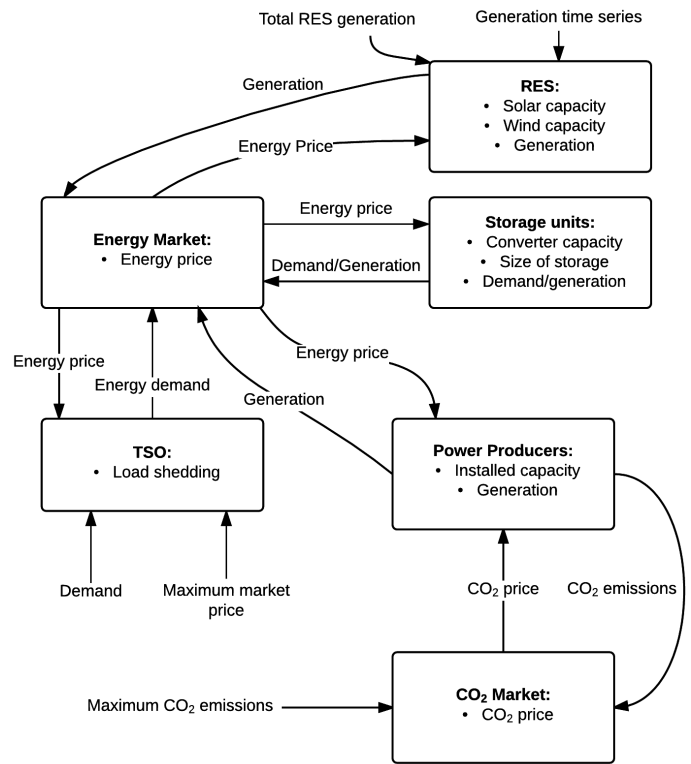 Total RES generation
Generation time series
Generation
RES:
• Solar capacity
• Wind capacity
• Generation
Energy Price
Energy Market:
• Energy price
Energy price
Demand/Generation
Storage units:
• Converter capacity
• Size of storage
• Demand/generation
Energy price
Energy demand
Energy price
Generation
TSO:
• Load shedding
Power Producers:
• Installed capacity
• Generation
Demand
Maximum market
price
CO₂ price
CO₂ emissions
Maximum CO₂ emissions
CO₂ Market:
• CO₂ price